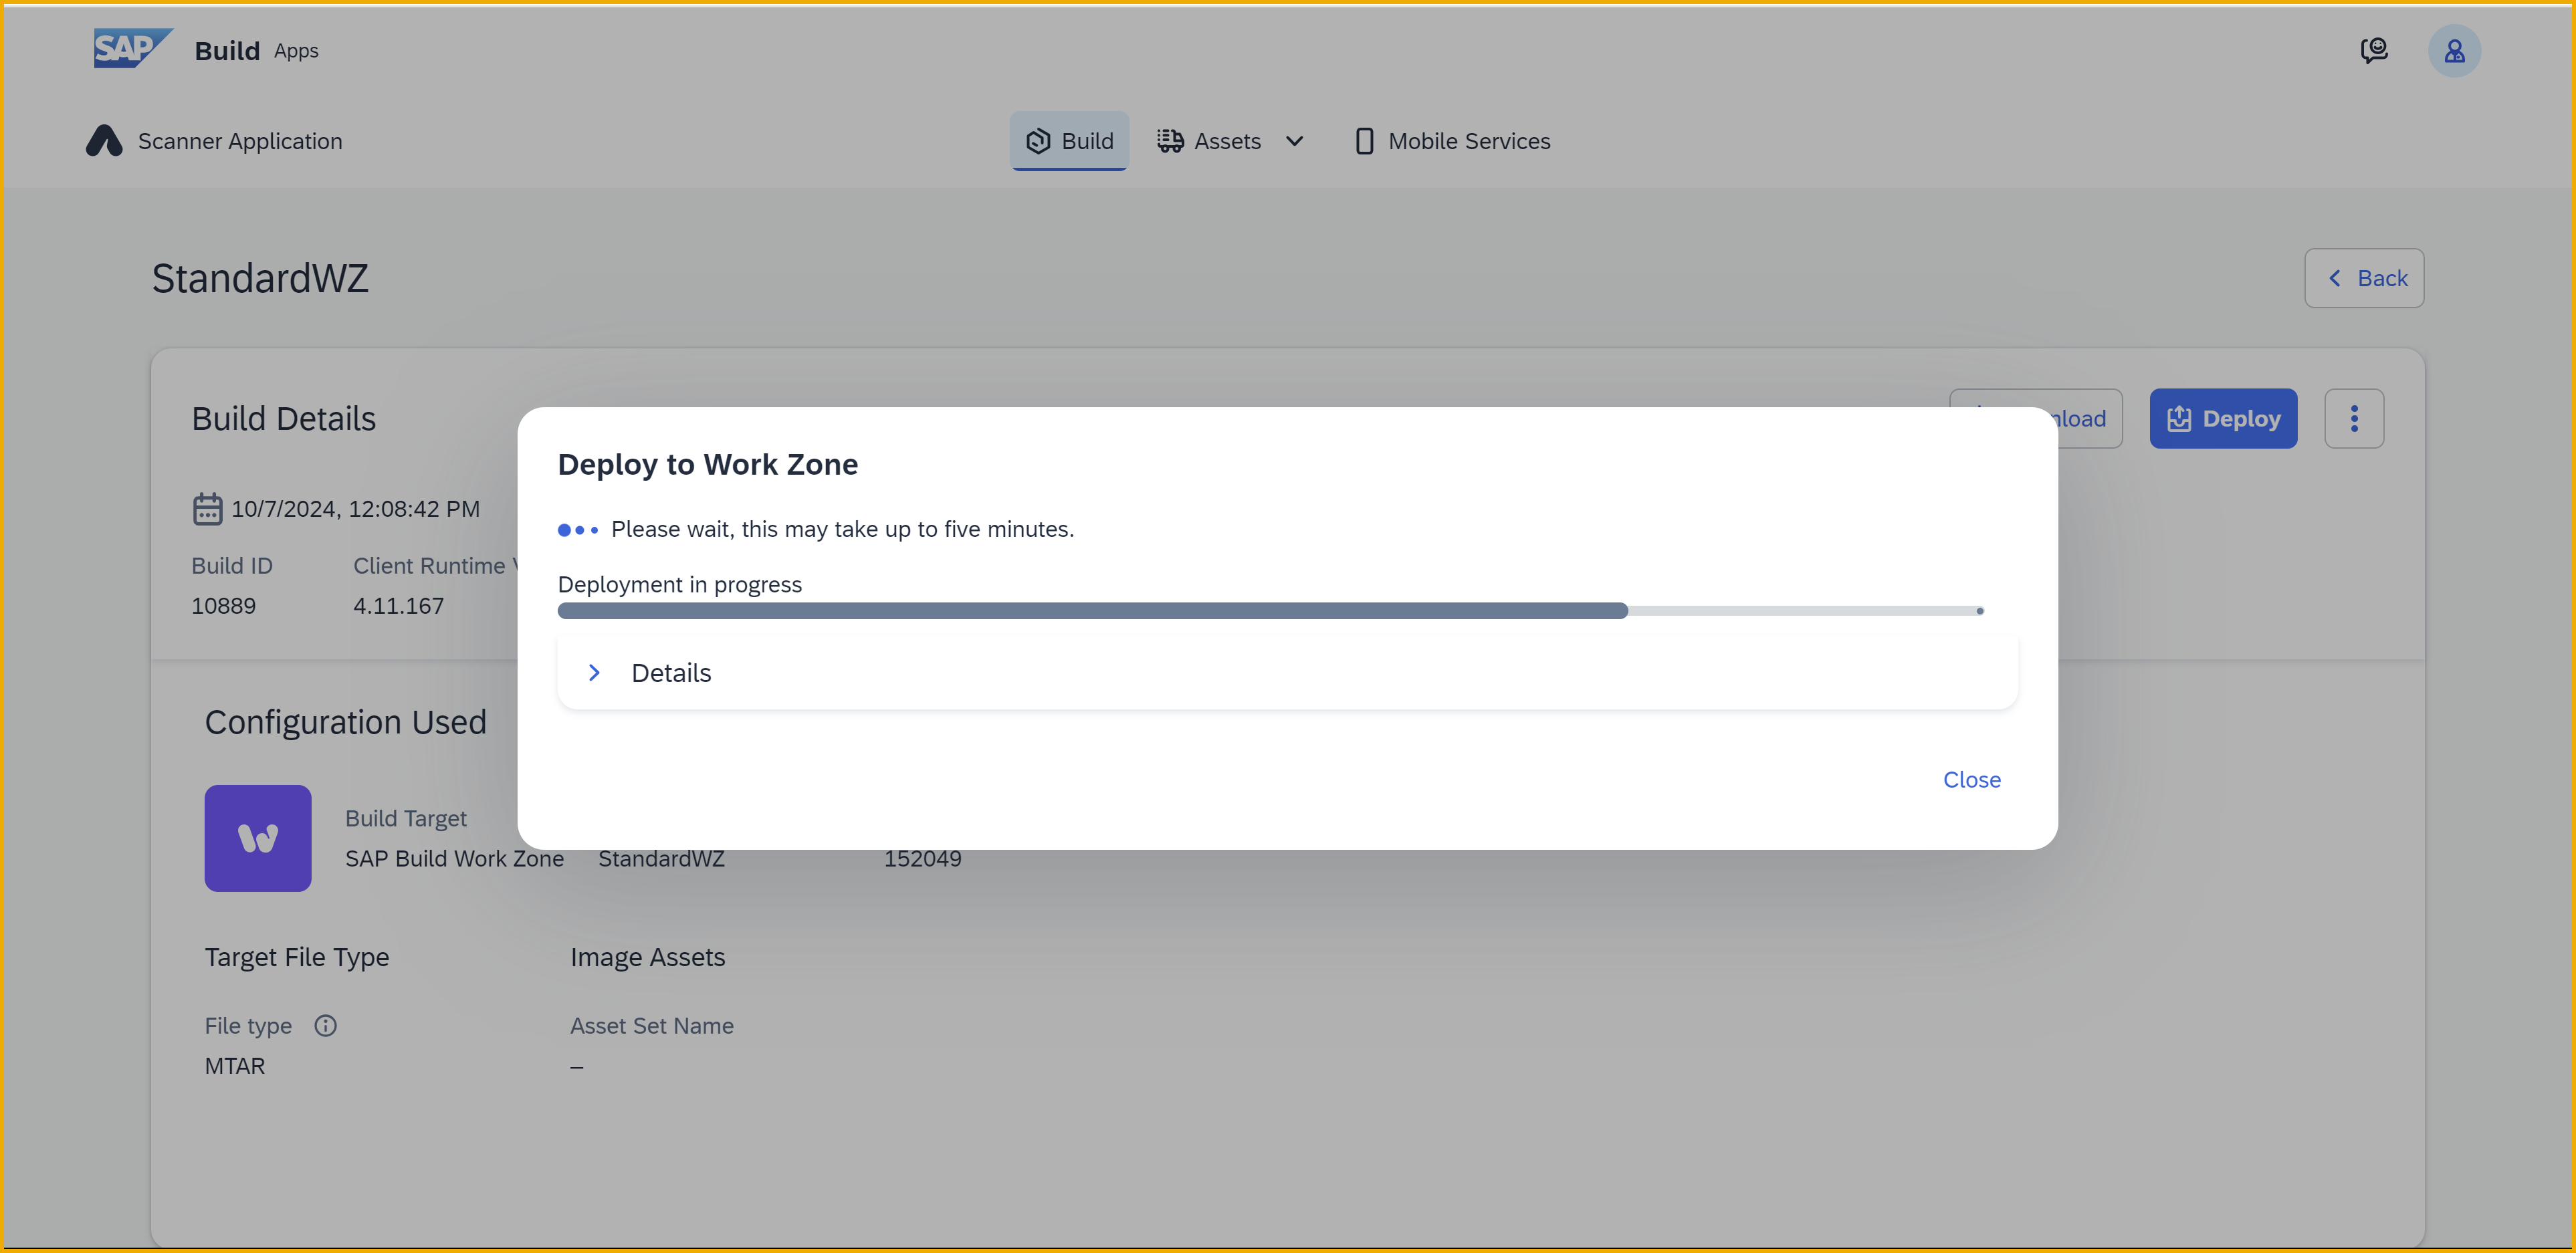 SAP Build Apps
Scanner Application Build Assets Mobile Services
StandardWZ
Back
Build Details
Deploy
10/7/2024, 12:08:42 PM
Build ID Client Runtime
10889 4.11.167
Deploy to Work Zone
Please wait, this may take up to five minutes.
Deployment in progress
Details
Close
Configuration Used
Build Target
SAP Build Work Zone StandardWZ 152049
Target File Type Image Assets
File type Asset Set Name
MTAR –